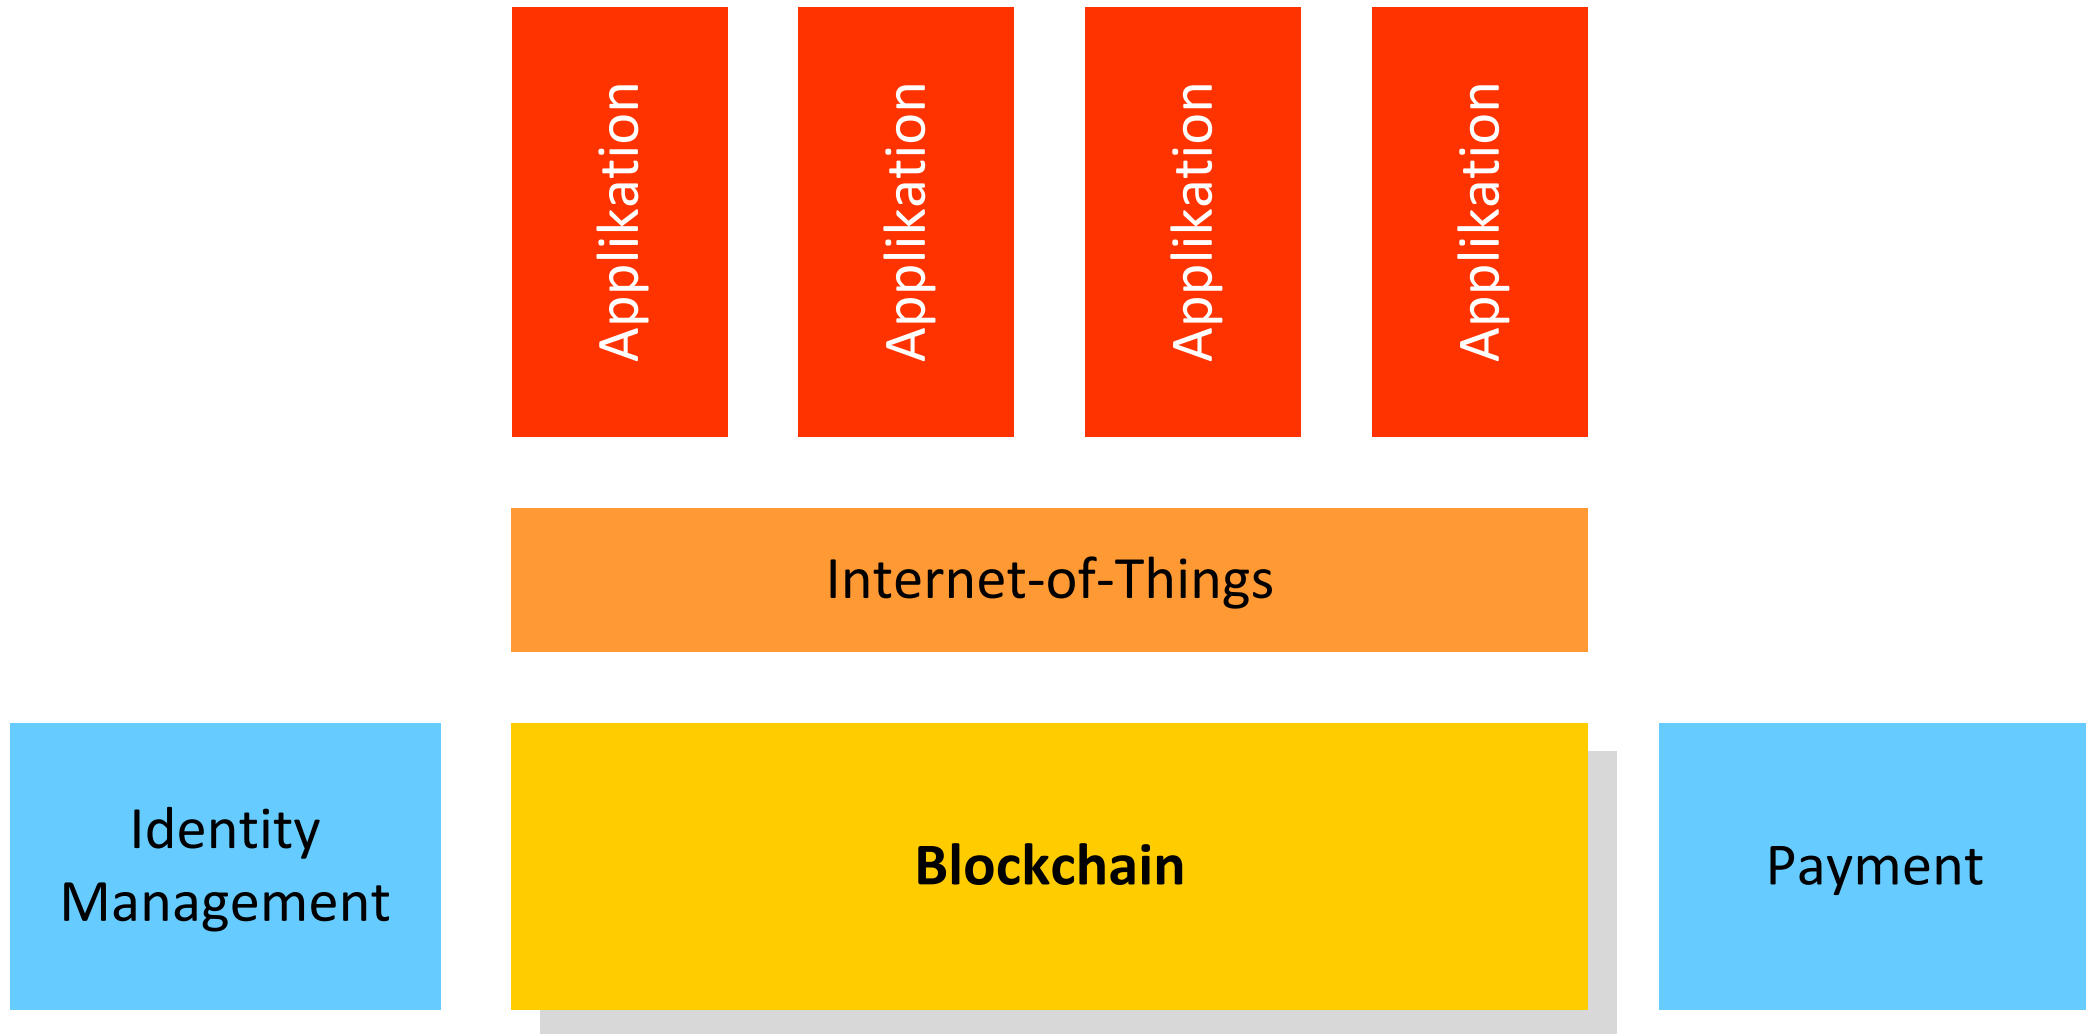 Applikation
Applikation
Applikation
Applikation
Internet-of-Things
Identity
Management
Blockchain
Payment